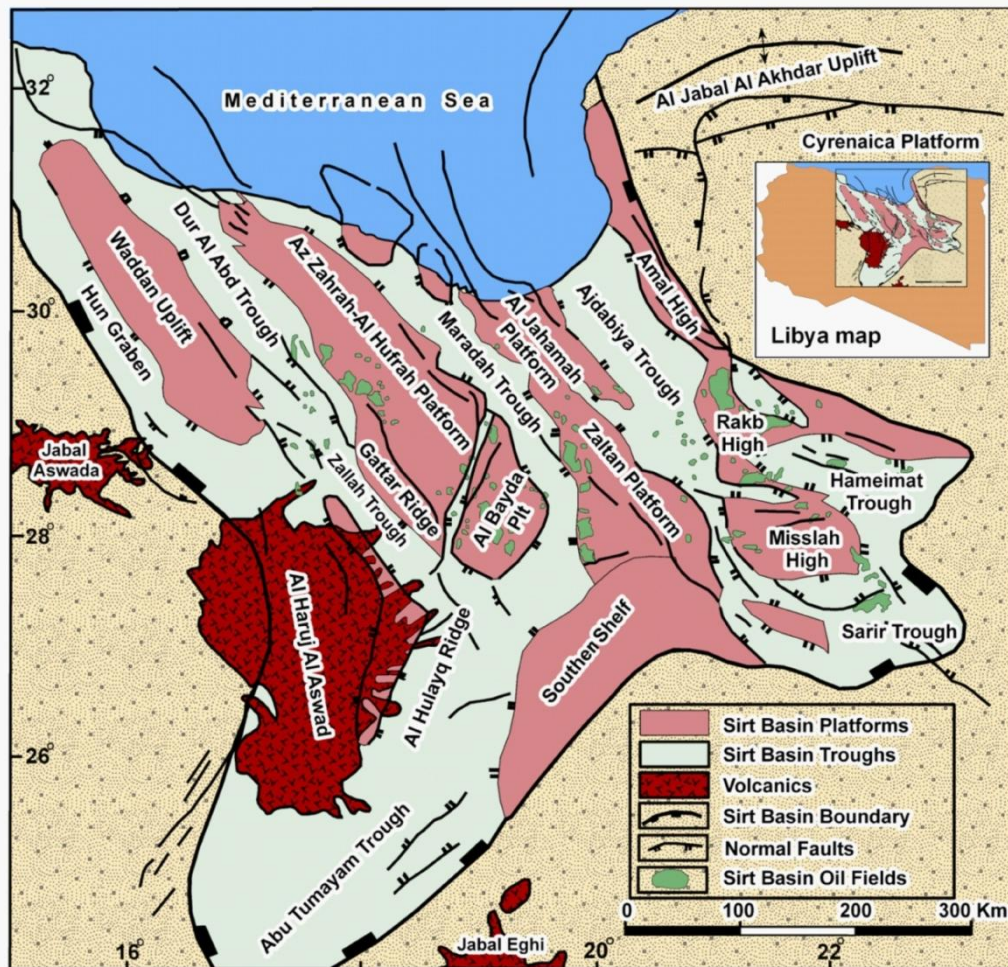 32°
Mediterranean Sea
Al Jabal Al Akhdar Uplift
Cyrenaica Platform
Libya map
30°
Waddan Uplift
Hun Graben
Dur Al Abd Trough
Az Zahrah-Al Hufrah Platform
Maradah Trough
Al Jahamah
Platform
Ajdabiya Trough
Amal High
Jabal
Aswada
Zallah Trough
Gattar Ridge
Al Bayda
Plt
Zaltan Platform
Rakb
High
Hameimat
Trough
28°
Misslah
High
Al Haruj Al Aswad
Al Hulayq Ridge
Southen Shelf
Sarir Trough
26°
Abu Tumayam Trough
Sirt Basin Platforms
Sirt Basin Troughs
Volcanics
Sirt Basin Boundary
Normal Faults
Sirt Basin Oil Fields
0 100 200 300 Km
Jabal Eghi
16° 20° 22°